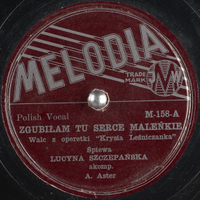 MELODIA
TRADE MARK
Polish Vocal
M-158-A
ZGUBIŁAM TU SERCE MALEŃKIE
Walc z operetki "Krysia Leśniczanka"
Śpiewa
LUCYNA SZCZEPAŃSKA
akomp.
A. Aster